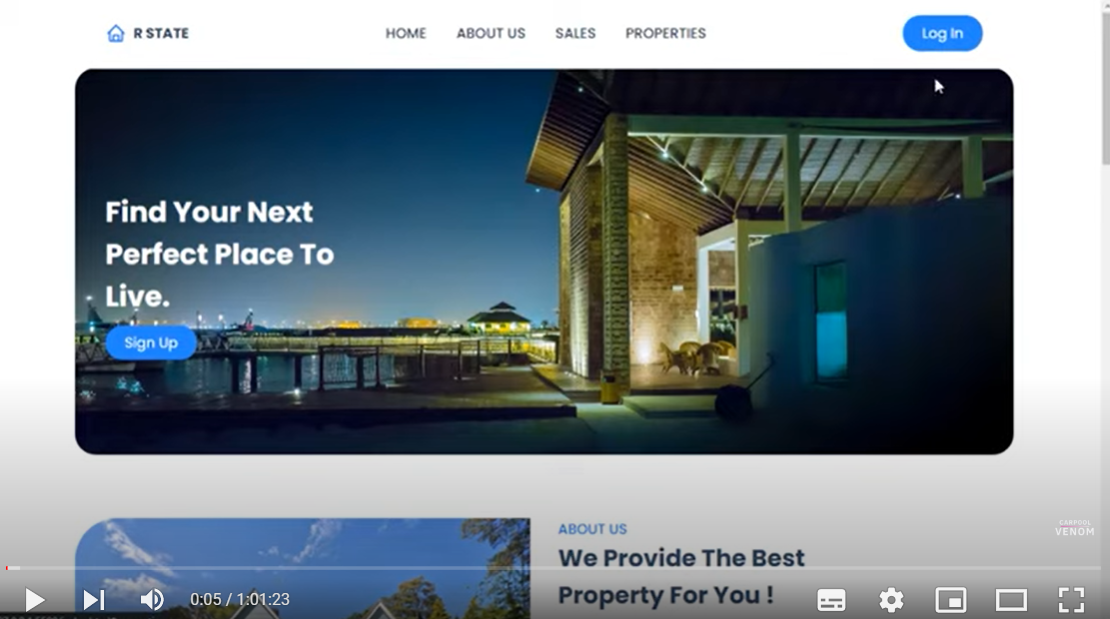 R STATE
HOME ABOUT US SALES PROPERTIES
Log In
Find Your Next
Perfect Place To
Live.
Sign Up
ABOUT US
We Provide The Best
Property For You !
CARPOOL
VENOM
0:05 / 1:01:23